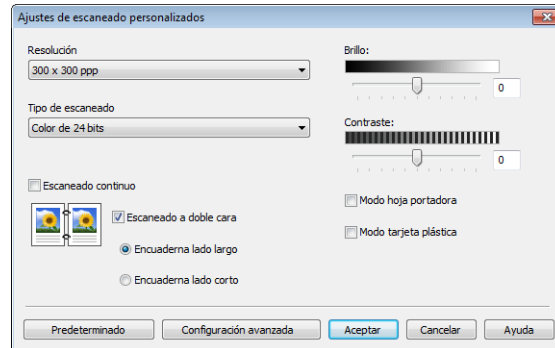 Ajustes de escaneado personalizados
Resolución
300 x 300 ppp
Tipo de escaneado
Color de 24 bits
Escaneado continuo
Escaneado a doble cara
Encuaderna lado largo
Encuaderna lado corto
Brillo:
0
Contraste:
0
Modo hoja portadora
Modo tarjeta plástica
Predeterminado
Configuración avanzada
Aceptar
Cancelar
Ayuda